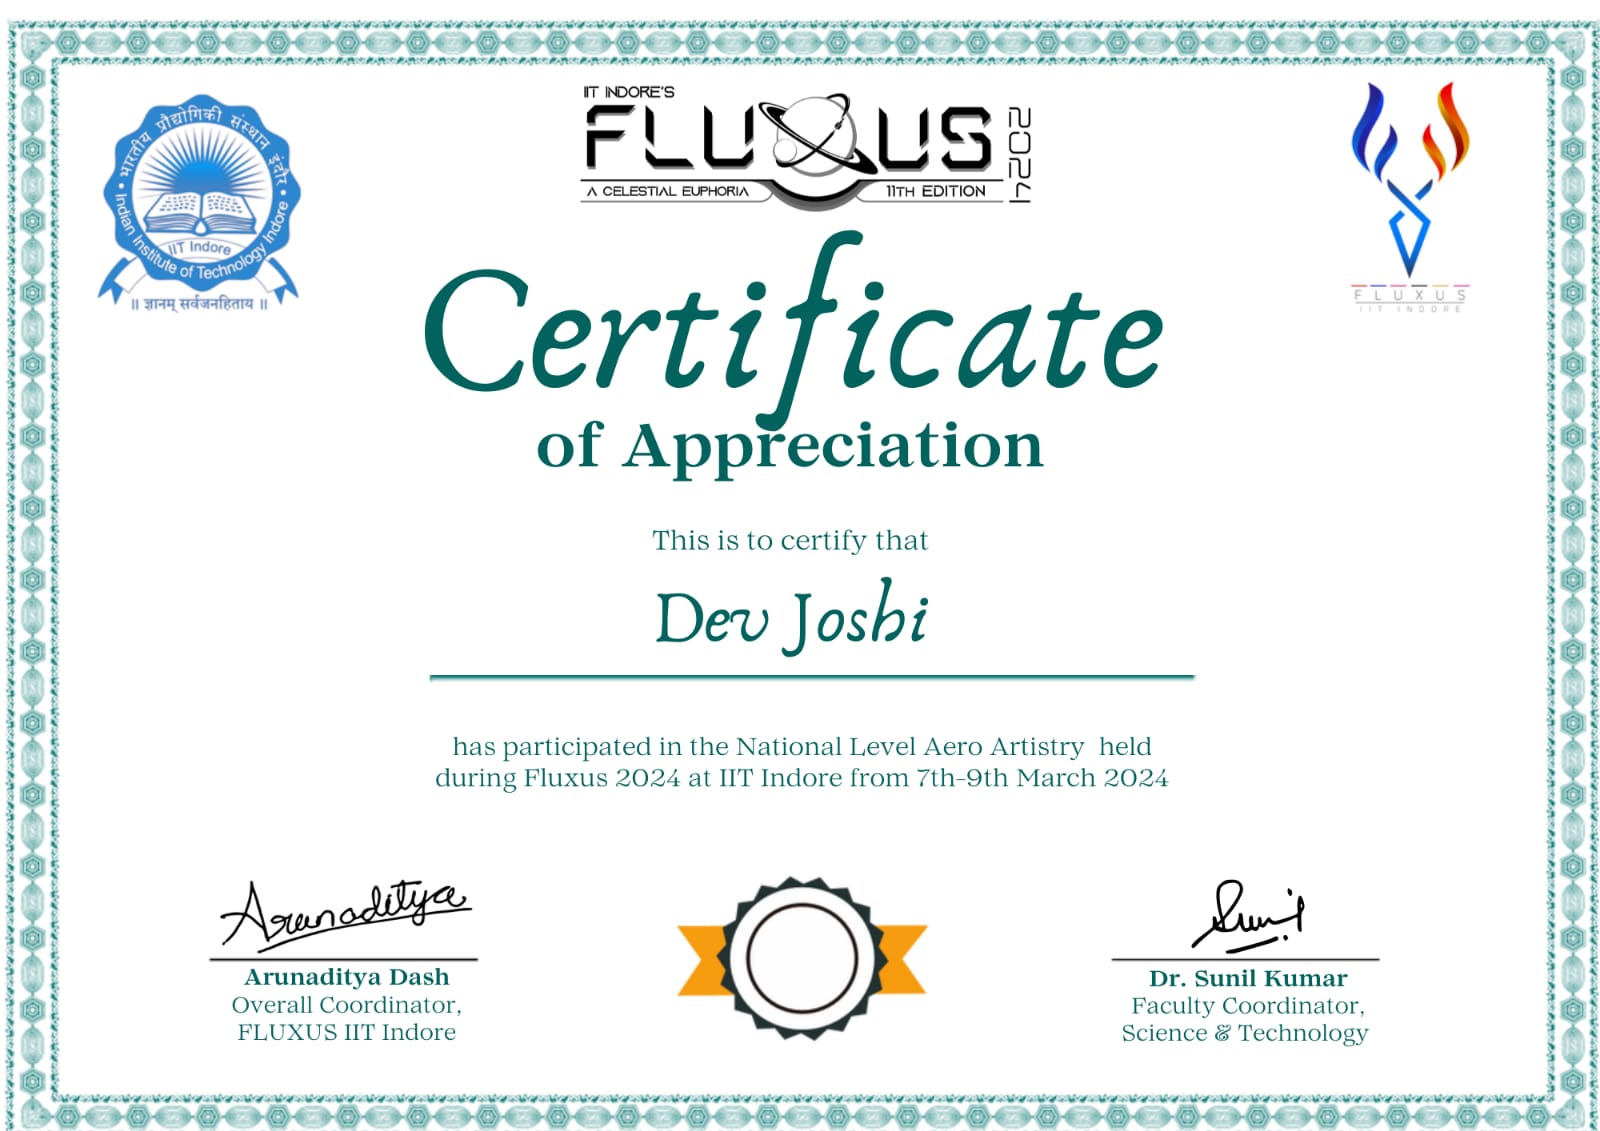 भारतीय प्रौद्योगिकी संस्थान इंदौर
Indian Institute of Technology Indore
IIT Indore
॥ ज्ञानम् सर्वजनहिताय ॥
IIT INDORE'S
FLUXUS
2024
A CELESTIAL EUPHORIA
11TH EDITION
FLUXUS
IIT INDORE
Certificate
of Appreciation
This is to certify that
Dev Joshi
has participated in the National Level Aero Artistry held
during Fluxus 2024 at IIT Indore from 7th-9th March 2024
Arunaditya
Arunaditya Dash
Overall Coordinator,
FLUXUS IIT Indore
Sunil
Dr. Sunil Kumar
Faculty Coordinator,
Science & Technology